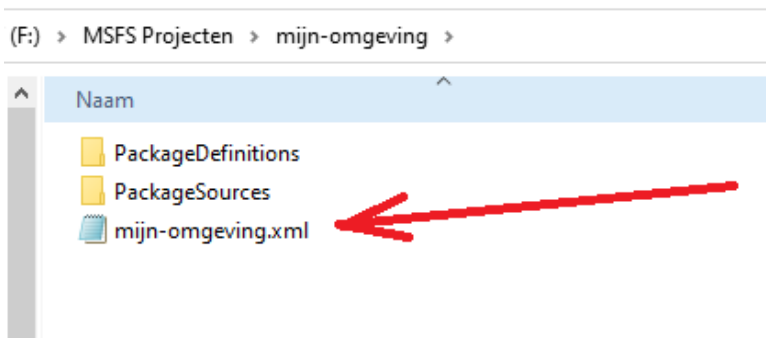 (F:) > MSFS Projecten > mijn-omgeving >
Naam
PackageDefinitions
PackageSources
mijn-omgeving.xml